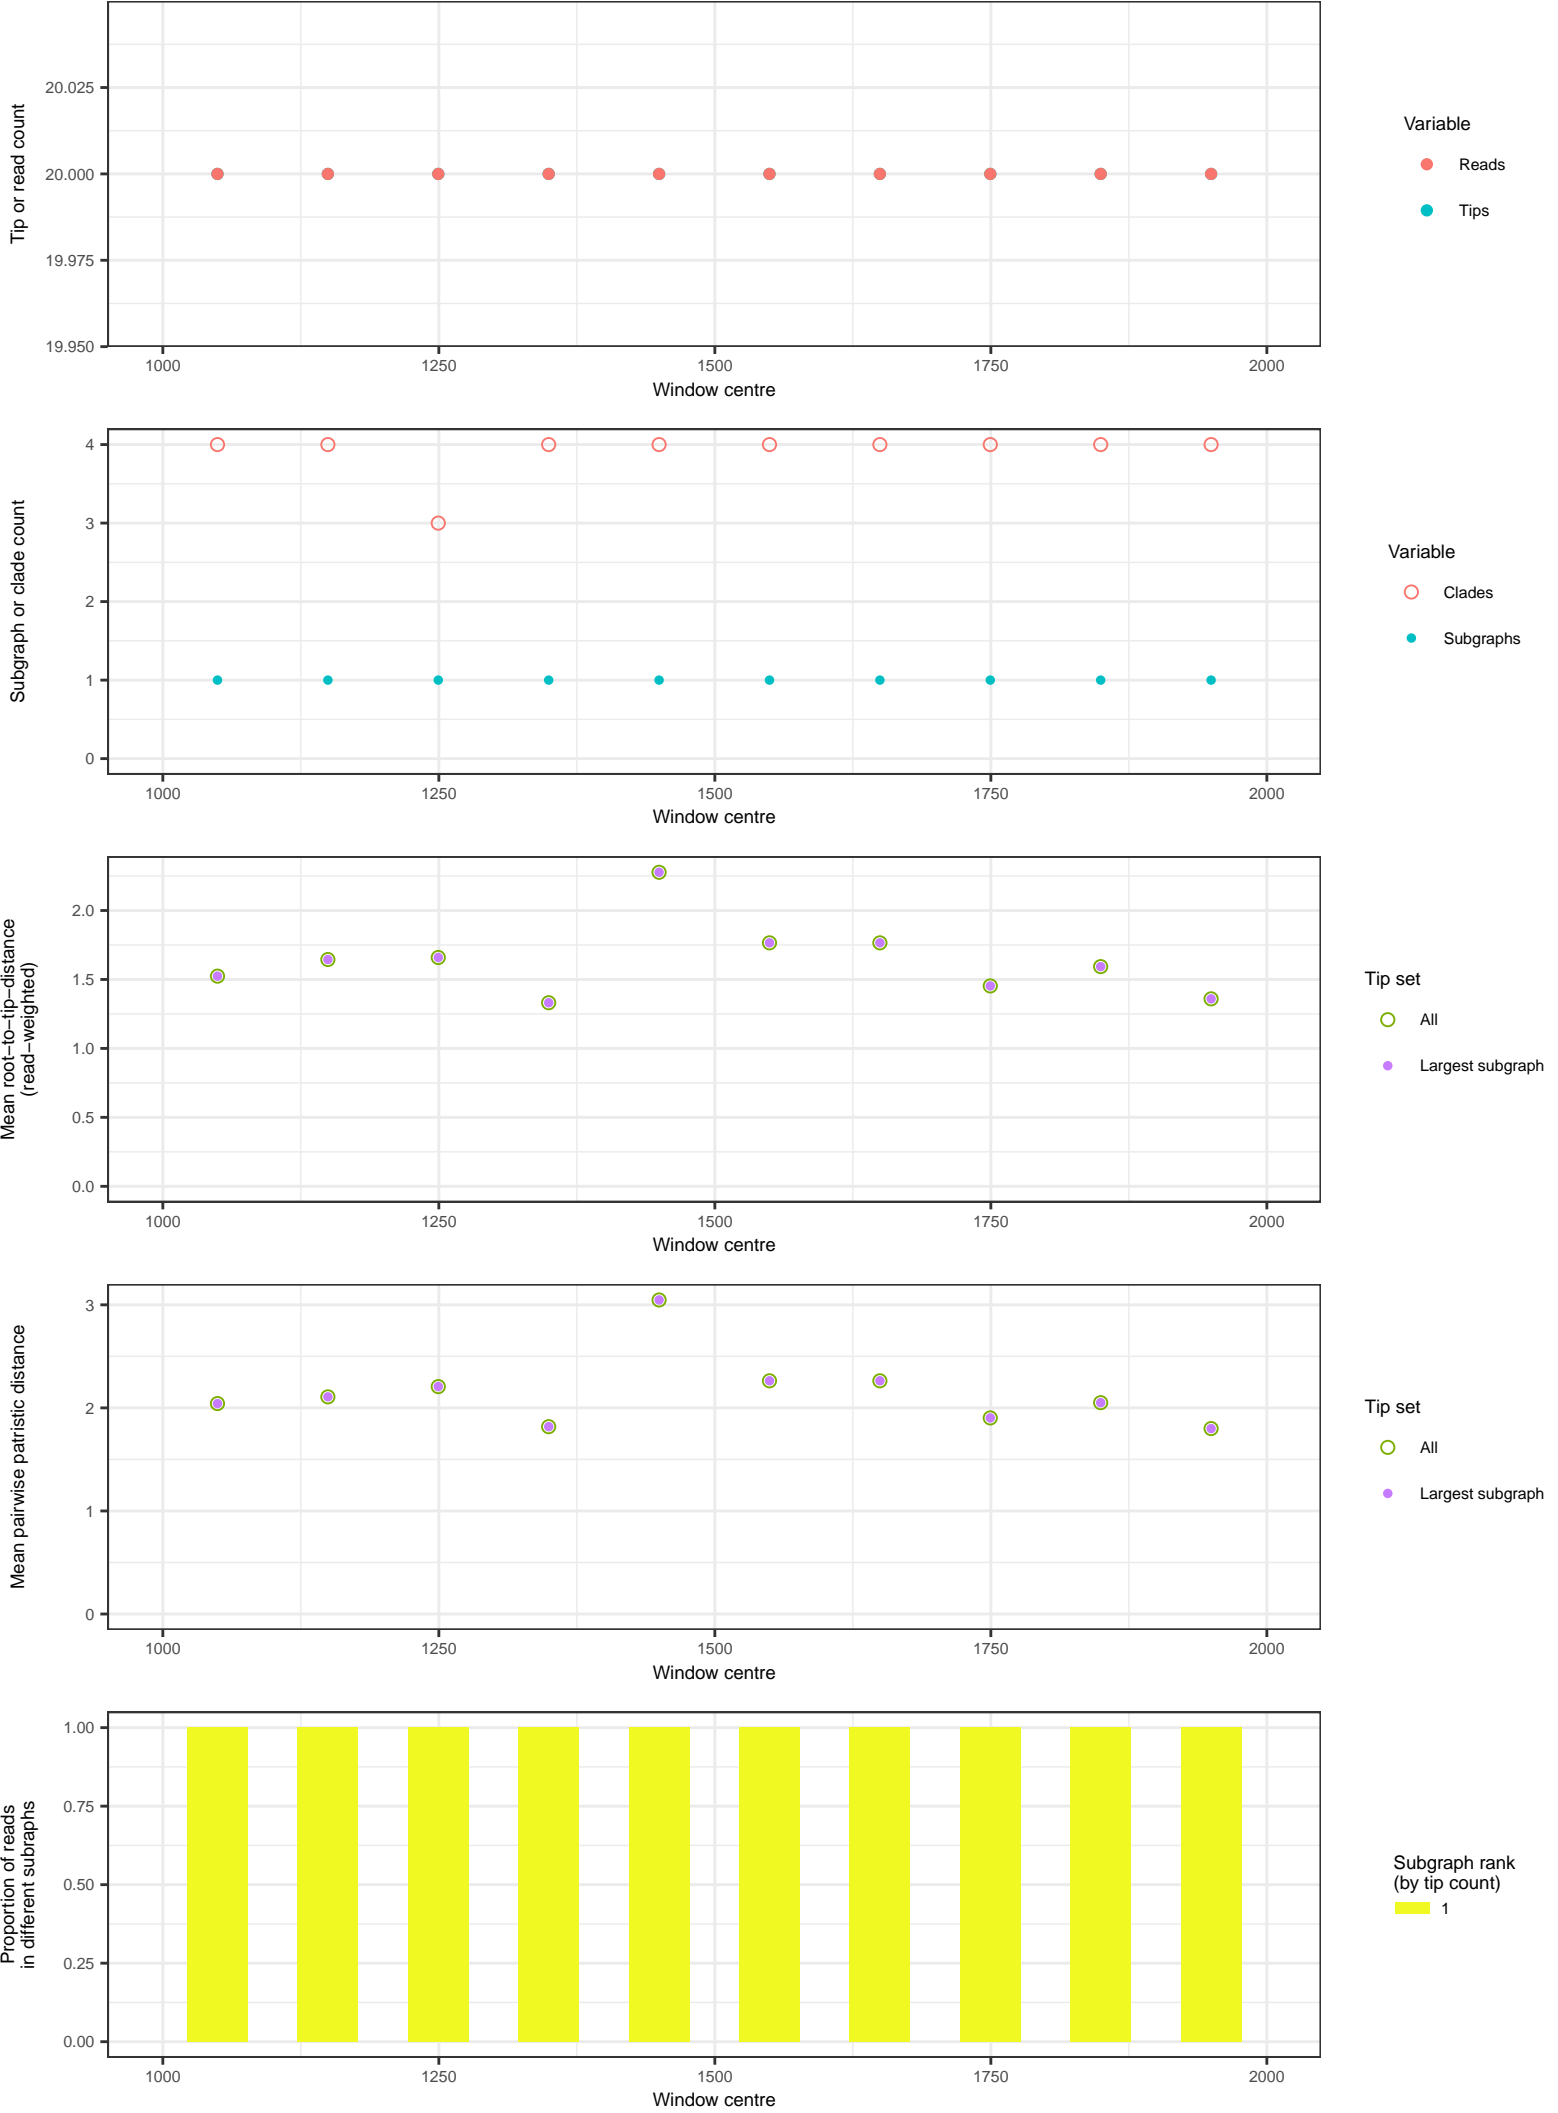 20.025
20.000
19.975
19.950
Tip or read count
1000 1250 1500 1750 2000
Window centre
Variable
Reads
Tips
4
3
2
1
0
Subgraph or clade count
1000 1250 1500 1750 2000
Window centre
Variable
Clades
Subgraphs
2.0
1.5
1.0
0.5
0.0
Mean root−to−tip−distance
(read−weighted)
1000 1250 1500 1750 2000
Window centre
Tip set
All
Largest subgraph
3
2
1
0
Mean pairwise patristic distance
1000 1250 1500 1750 2000
Window centre
Tip set
All
Largest subgraph
1.00
0.75
0.50
0.25
0.00
Proportion of reads
in different subraphs
1000 1250 1500 1750 2000
Window centre
Subgraph rank
(by tip count)
1